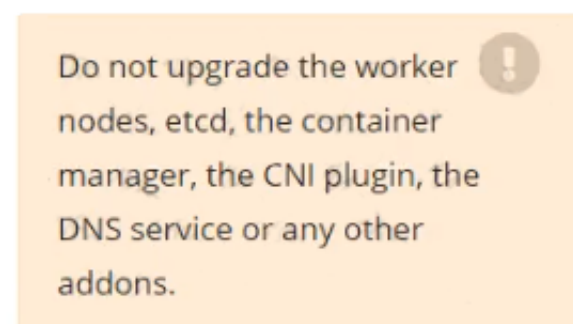 Do not upgrade the worker
nodes, etcd, the container
manager, the CNI plugin, the
DNS service or any other
addons.